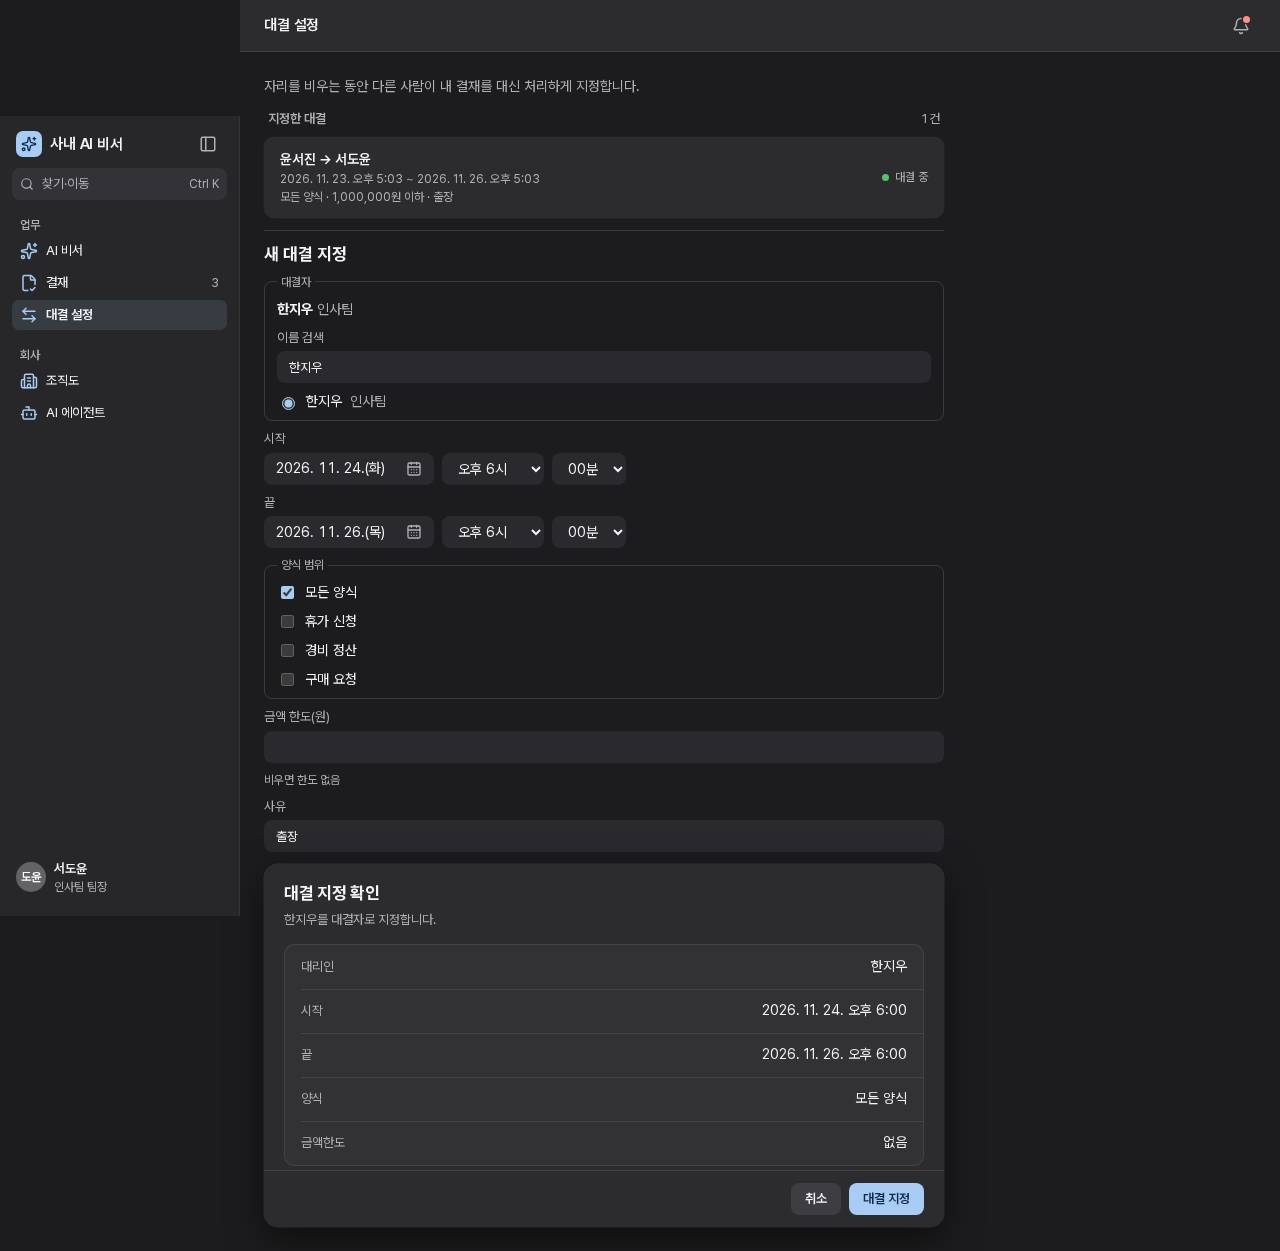 대결 설정
사내 AI 비서
찾기·이동 Ctrl K
업무
AI 비서
결재 3
대결 설정
회사
조직도
AI 에이전트
도윤
서도윤
인사팀 팀장
자리를 비우는 동안 다른 사람이 내 결재를 대신 처리하게 지정합니다.
지정한 대결 1건
윤서진 → 서도윤
2026. 11. 23. 오후 5:03 ~ 2026. 11. 26. 오후 5:03
모든 양식 · 1,000,000원 이하 · 출장
대결 중
새 대결 지정
대결자
한지우 인사팀
이름 검색
한지우
한지우 인사팀
시작
2026. 11. 24.(화) 오후 6시 00분
끝
2026. 11. 26.(목) 오후 6시 00분
양식 범위
모든 양식
휴가 신청
경비 정산
구매 요청
금액 한도(원)
비우면 한도 없음
사유
출장
대결 지정 확인
한지우를 대결자로 지정합니다.
대리인 한지우
시작 2026. 11. 24. 오후 6:00
끝 2026. 11. 26. 오후 6:00
양식 모든 양식
금액한도 없음
취소 대결 지정